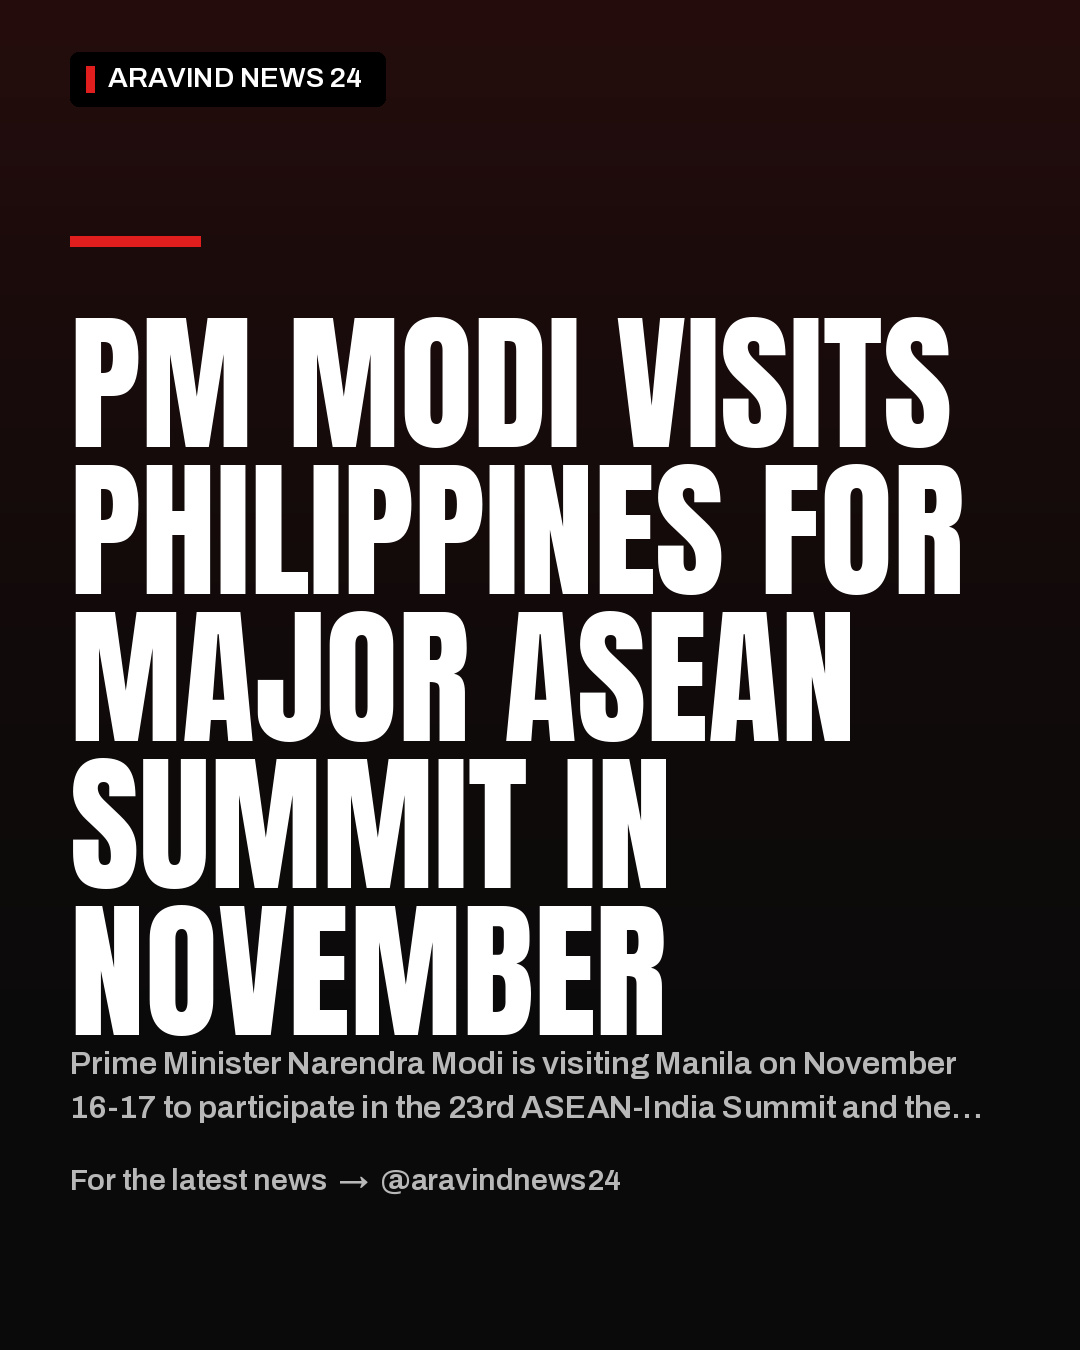 ARAVIND NEWS 24
PM MODI VISITS
PHILIPPINES FOR
MAJOR ASEAN
SUMMIT IN
NOVEMBER
Prime Minister Narendra Modi is visiting Manila on November
16-17 to participate in the 23rd ASEAN-India Summit and the...
For the latest news → @aravindnews24